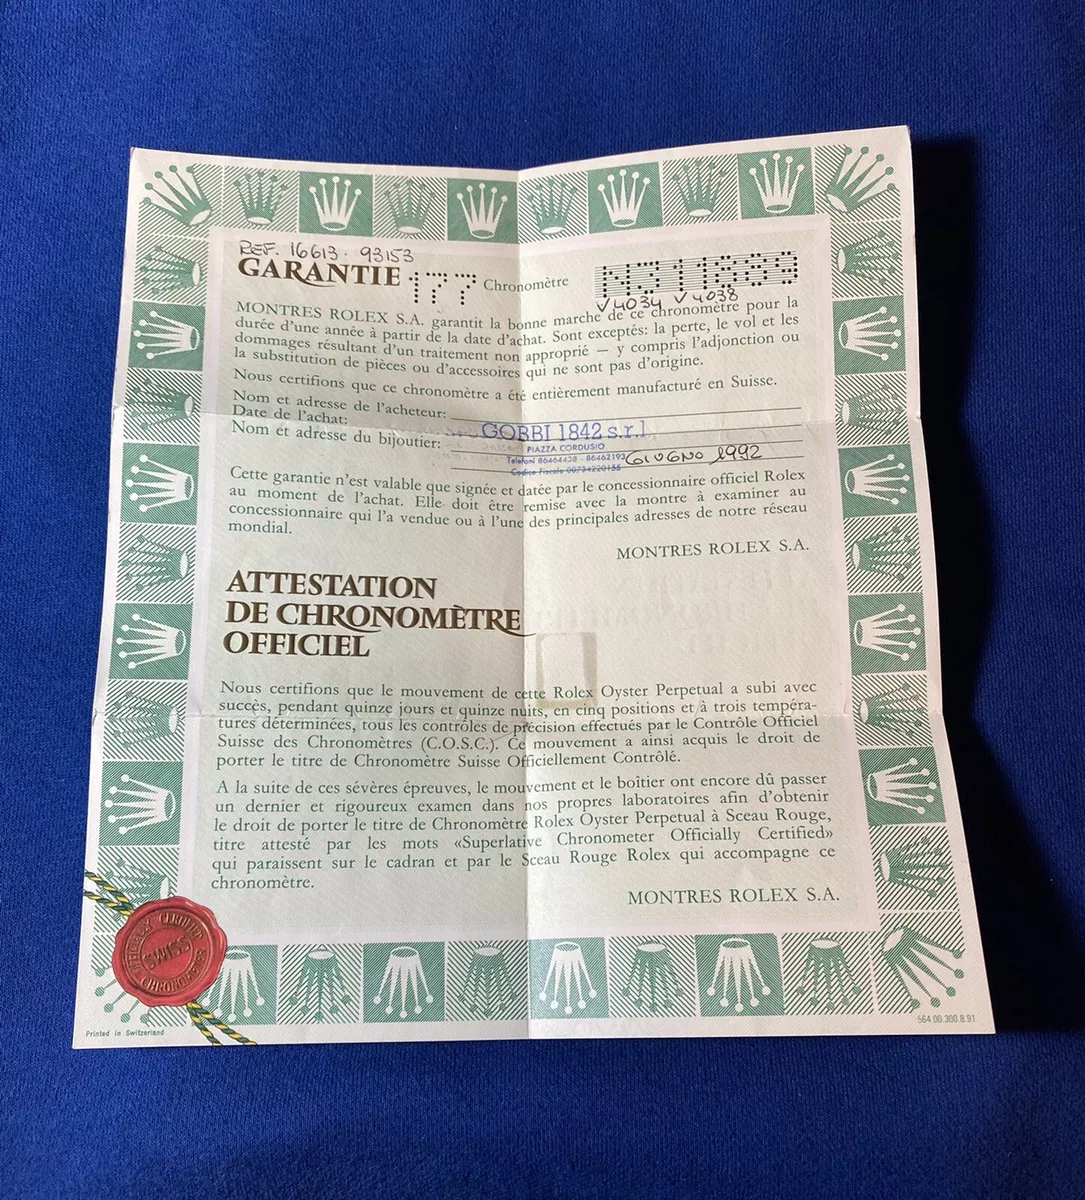 REF. 16613 · 93153
GARANTIE 177 Chronomètre N311889
V4034 V4038
MONTRES ROLEX S.A. garantit la bonne marche de ce chronomètre pour la
durée d'une année à partir de la date d'achat. Sont exceptés: la perte, le vol et les
dommages résultant d'un traitement non approprié — y compris l'adjonction ou
la substitution de pièces ou d'accessoires qui ne sont pas d'origine.
Nous certifions que ce chronomètre a été entièrement manufacturé en Suisse.
Nom et adresse de l'acheteur:
Date de l'achat:
Nom et adresse du bijoutier:
GOBBI 1842 s.r.l.
PIAZZA CORDUSIO
Telefoni 86464438 - 86462193
GIUGNO 1992
Codice Fiscale 00734220155
Cette garantie n'est valable que signée et datée par le concessionnaire officiel Rolex
au moment de l'achat. Elle doit être remise avec la montre à examiner au
concessionnaire qui l'a vendue ou à l'une des principales adresses de notre réseau
mondial.
MONTRES ROLEX S.A.
ATTESTATION
DE CHRONOMÈTRE
OFFICIEL
Nous certifions que le mouvement de cette Rolex Oyster Perpetual a subi avec
succès, pendant quinze jours et quinze nuits, en cinq positions et à trois tempéra-
tures déterminées, tous les contrôles de précision effectués par le Contrôle Officiel
Suisse des Chronomètres (C.O.S.C.). Ce mouvement a ainsi acquis le droit de
porter le titre de Chronomètre Suisse Officiellement Contrôlé.
A la suite de ces sévères épreuves, le mouvement et le boîtier ont encore dû passer
un dernier et rigoureux examen dans nos propres laboratoires afin d'obtenir
le droit de porter le titre de Chronomètre Rolex Oyster Perpetual à Sceau Rouge,
titre attesté par les mots «Superlative Chronometer Officially Certified»
qui paraissent sur le cadran et par le Sceau Rouge Rolex qui accompagne ce
chronomètre.
MONTRES ROLEX S.A.
OFFICIALLY CERTIFIED
SWISS
CHRONOMETER
Printed in Switzerland
564.00.300.8.91